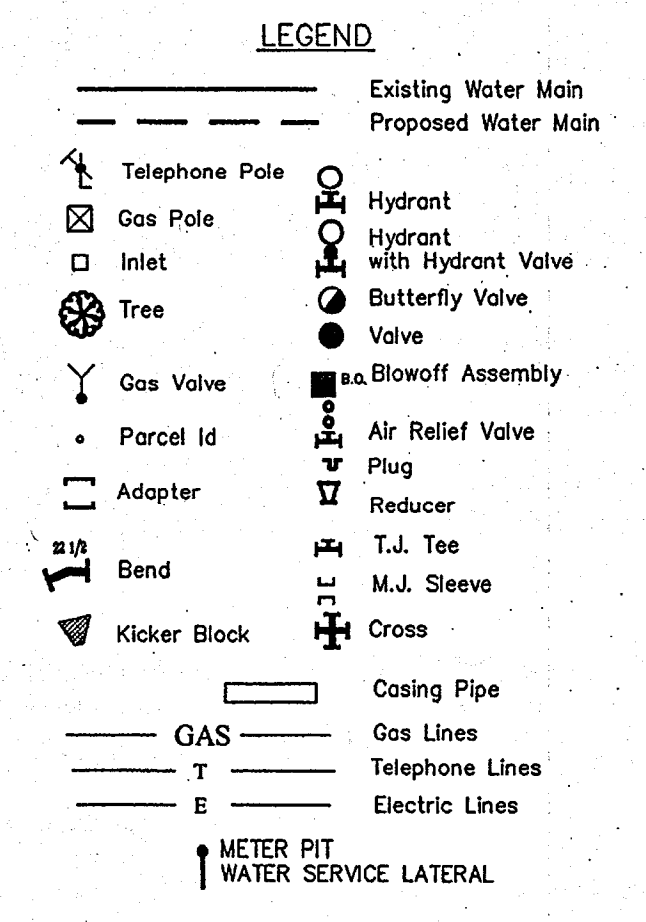 LEGEND
Existing Water Main
Proposed Water Main
Telephone Pole
Gas Pole
Inlet
Tree
Gas Valve
Parcel Id
Adapter
22 1/2
Bend
Kicker Block
Hydrant
Hydrant
with Hydrant Valve
Butterfly Valve
Valve
B.O. Blowoff Assembly
Air Relief Valve
Plug
Reducer
T.J. Tee
M.J. Sleeve
Cross
Casing Pipe
GAS Gas Lines
T Telephone Lines
E Electric Lines
METER PIT
WATER SERVICE LATERAL